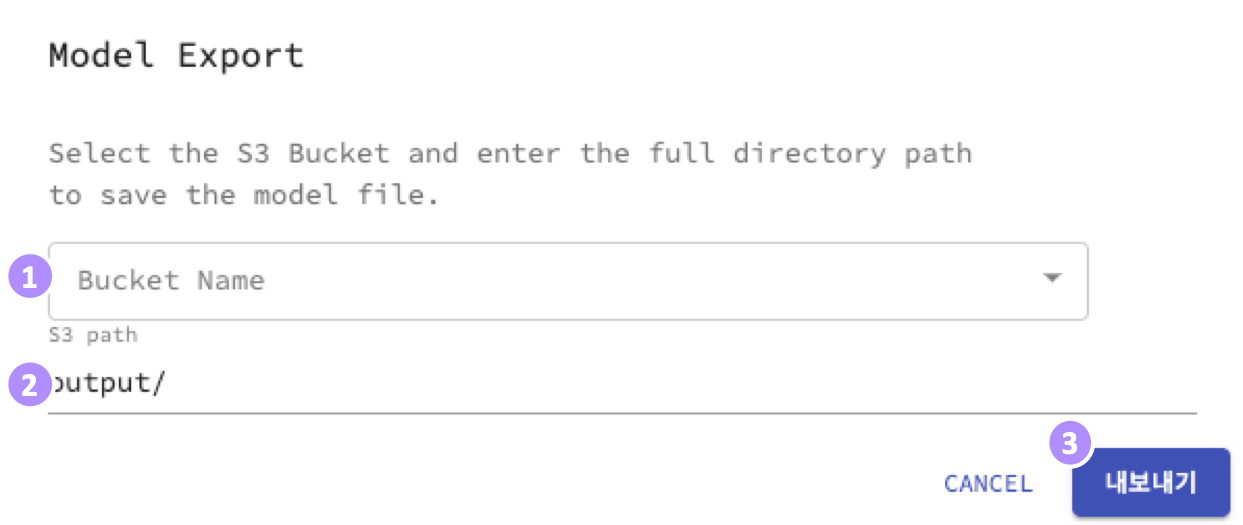 Model Export
Select the S3 Bucket and enter the full directory path
to save the model file.
1
Bucket Name
S3 path
2
output/
3
CANCEL
내보내기